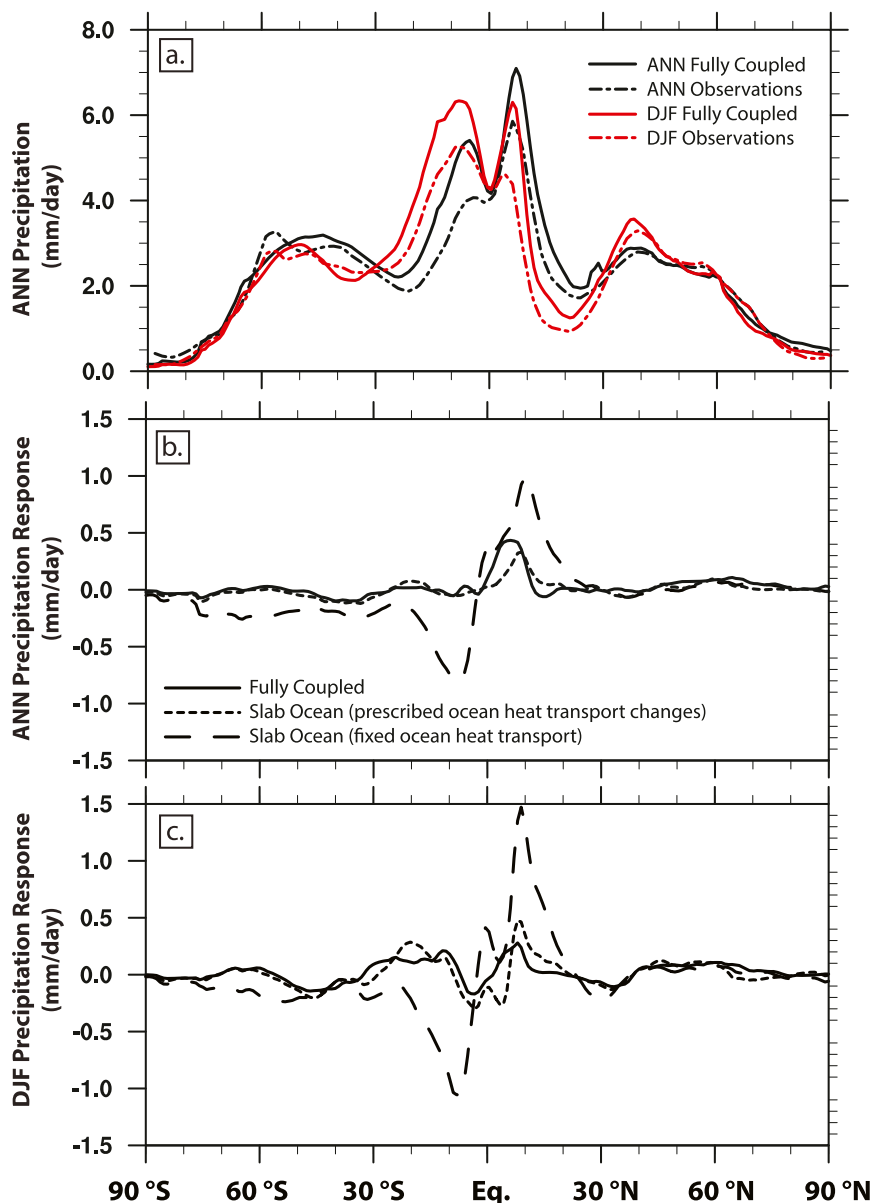 a.
ANN Precipitation
(mm/day)
8.0
6.0
4.0
2.0
0.0
ANN Fully Coupled
ANN Observations
DJF Fully Coupled
DJF Observations
b.
ANN Precipitation Response
(mm/day)
1.5
1.0
0.5
0.0
-0.5
-1.0
-1.5
Fully Coupled
Slab Ocean (prescribed ocean heat transport changes)
Slab Ocean (fixed ocean heat transport)
c.
DJF Precipitation Response
(mm/day)
1.5
1.0
0.5
0.0
-0.5
-1.0
-1.5
90 °S 60 °S 30 °S Eq. 30 °N 60 °N 90 °N